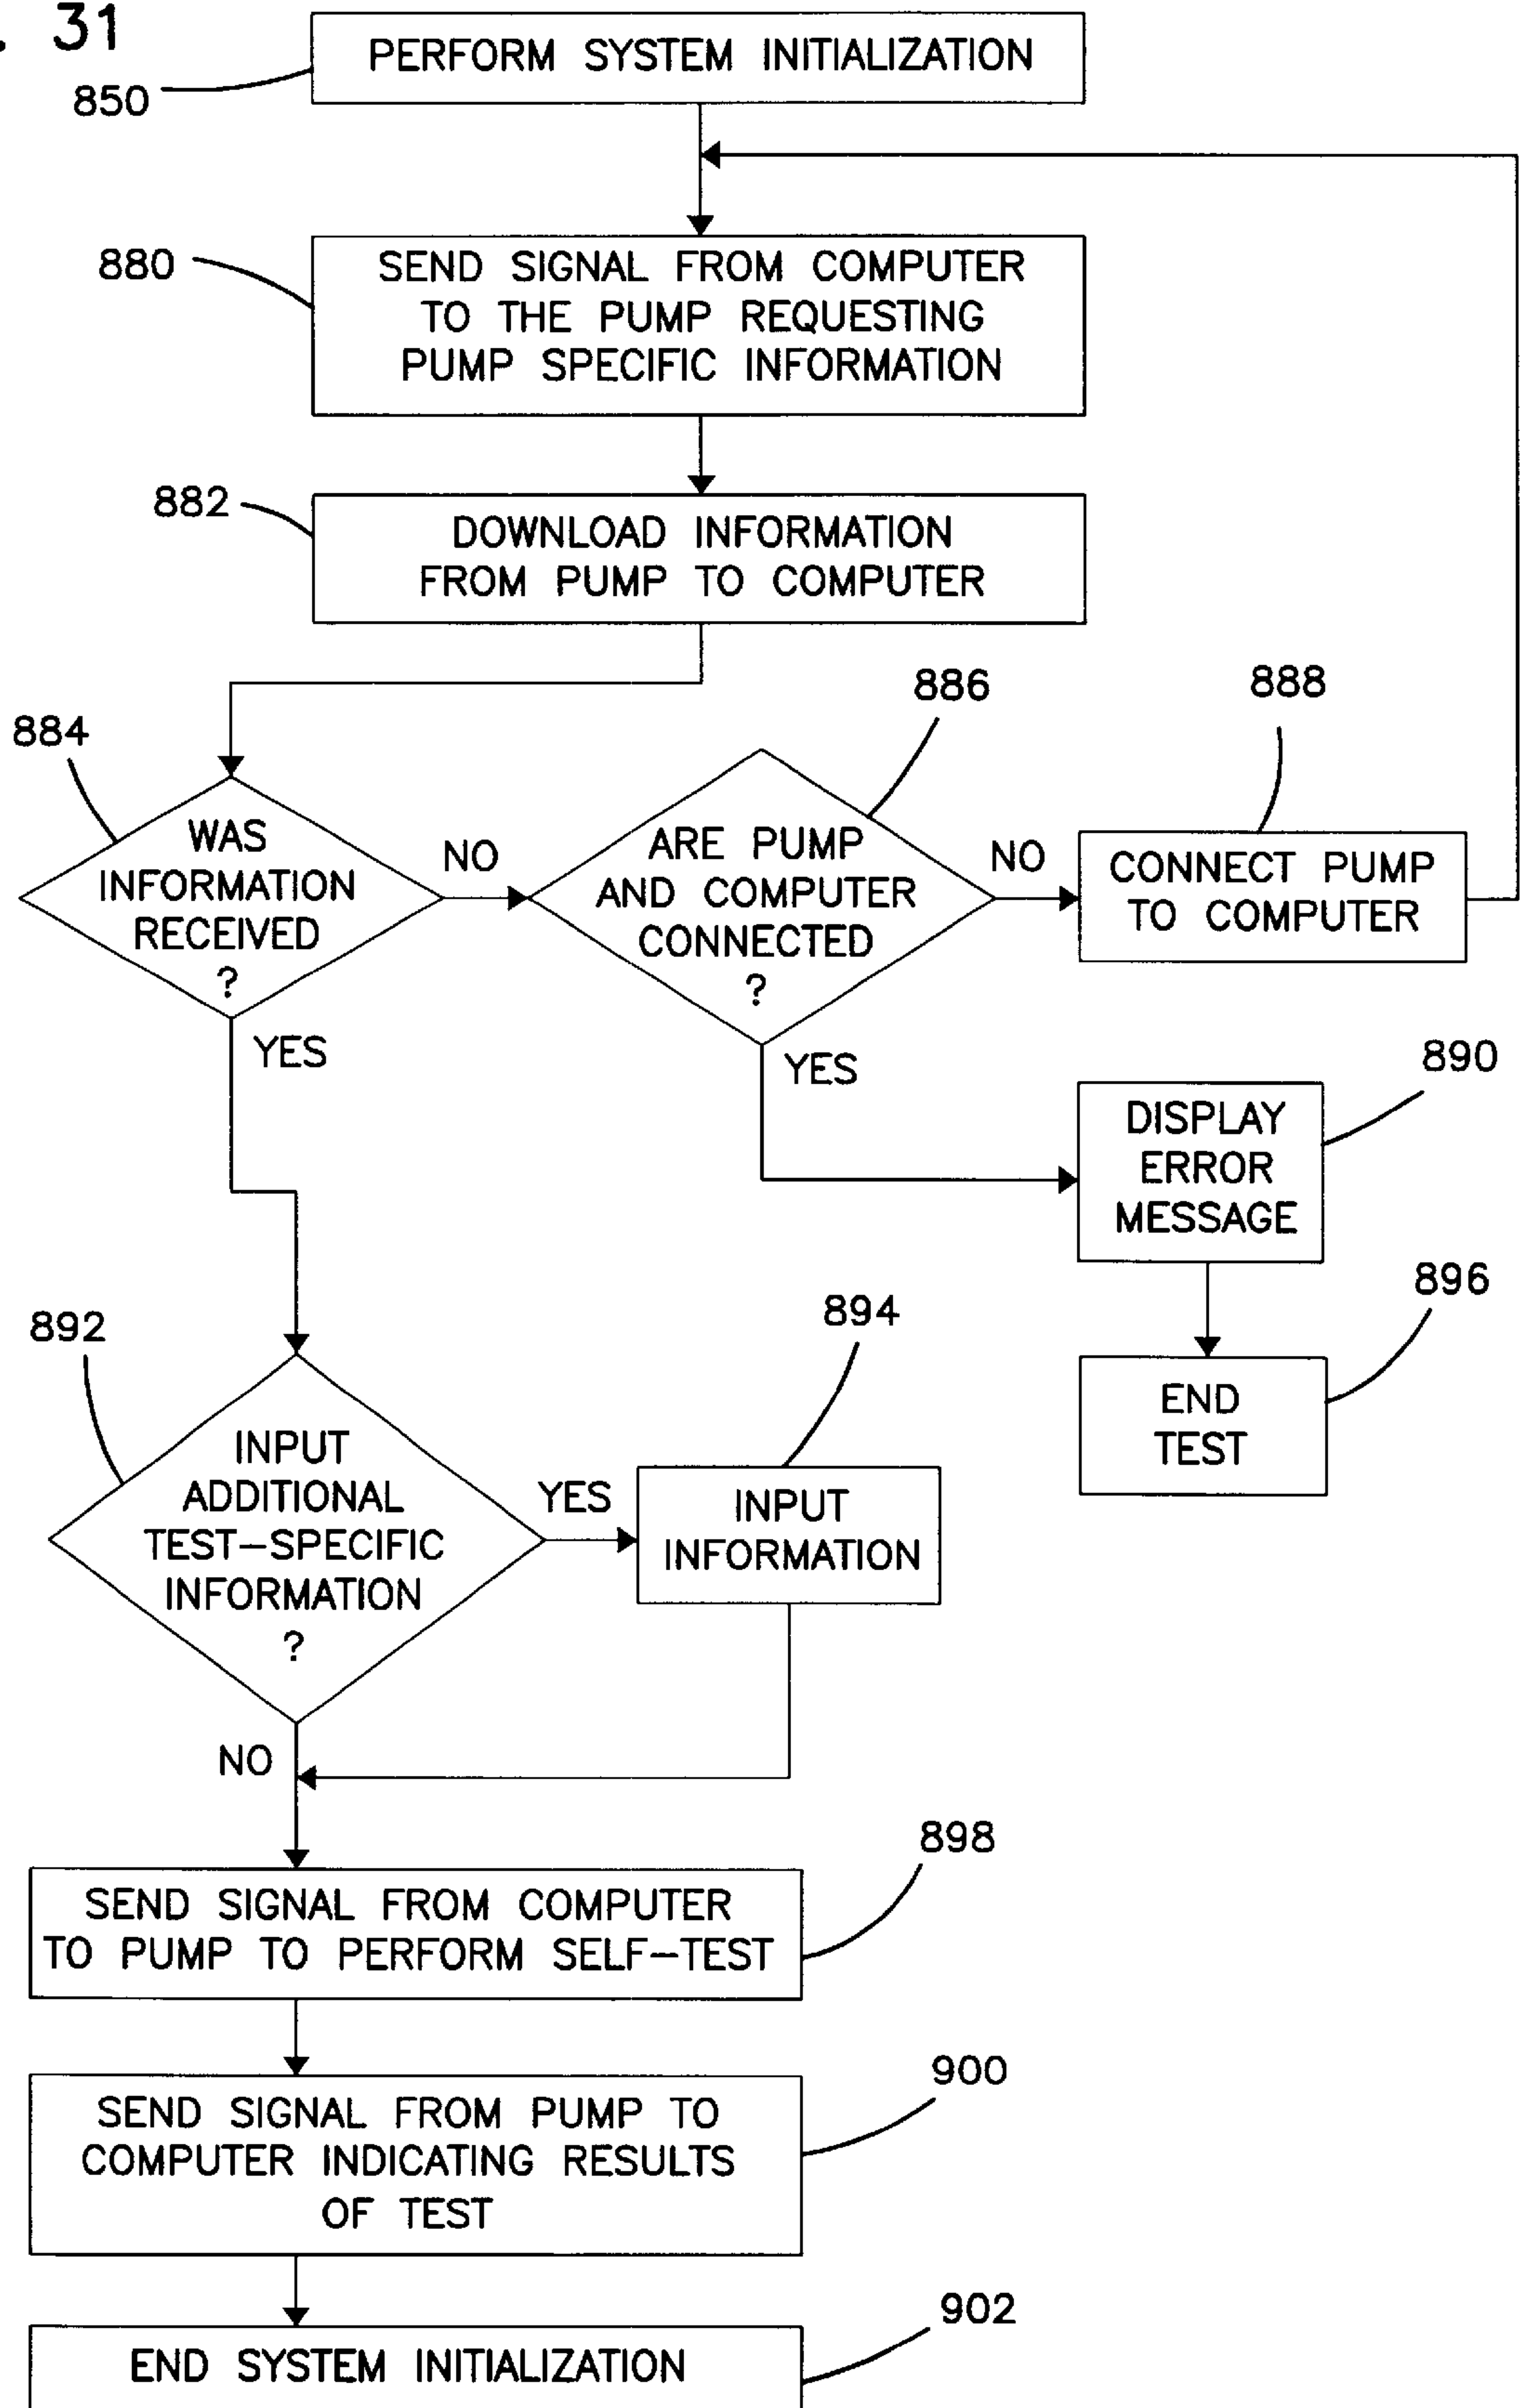 . 31
PERFORM SYSTEM INITIALIZATION
850
880
SEND SIGNAL FROM COMPUTER
TO THE PUMP REQUESTING
PUMP SPECIFIC INFORMATION
882
DOWNLOAD INFORMATION
FROM PUMP TO COMPUTER
884
886
888
WAS
INFORMATION
RECEIVED
?
NO
ARE PUMP
AND COMPUTER
CONNECTED
?
NO
CONNECT PUMP
TO COMPUTER
YES
YES
890
DISPLAY
ERROR
MESSAGE
896
END
TEST
892
894
INPUT
ADDITIONAL
TEST-SPECIFIC
INFORMATION
?
YES
INPUT
INFORMATION
NO
898
SEND SIGNAL FROM COMPUTER
TO PUMP TO PERFORM SELF-TEST
900
SEND SIGNAL FROM PUMP TO
COMPUTER INDICATING RESULTS
OF TEST
902
END SYSTEM INITIALIZATION